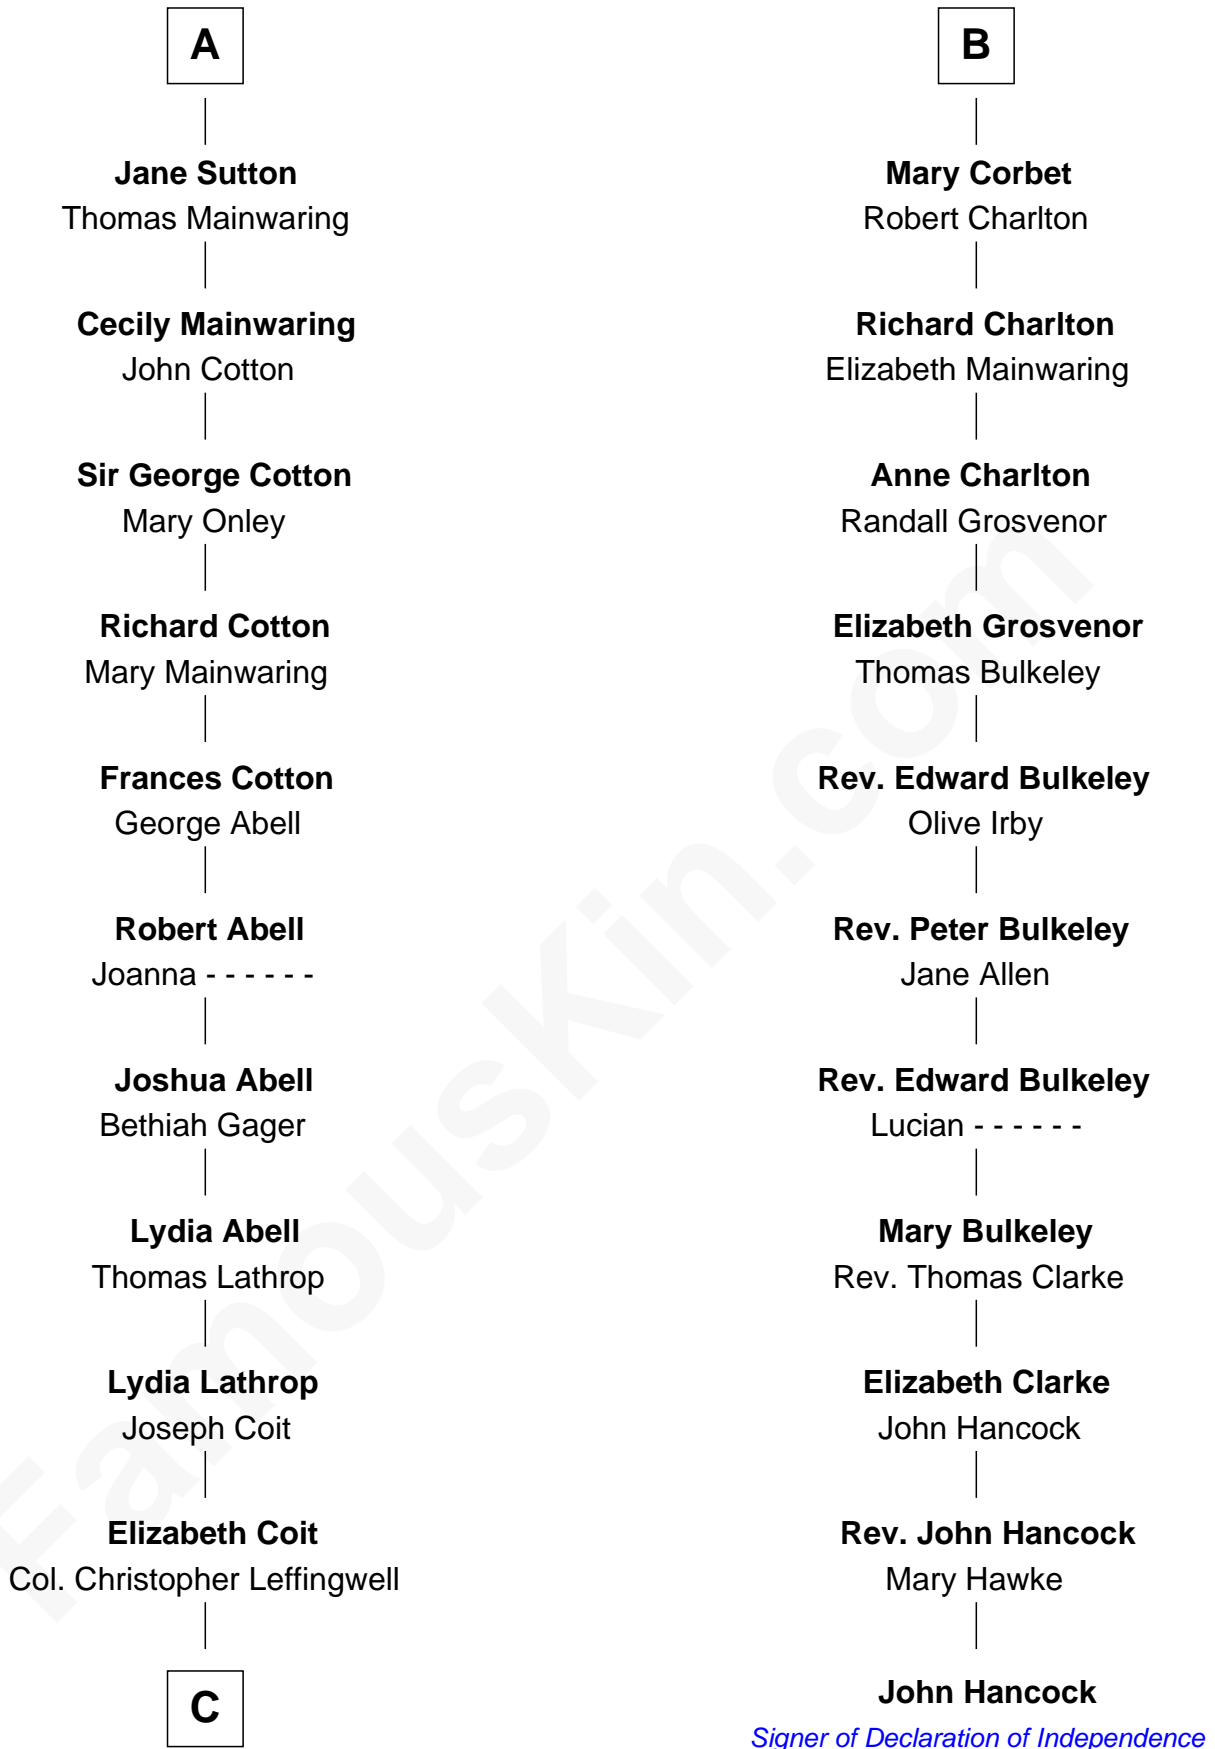 A
Jane Sutton
Thomas Mainwaring
Cecily Mainwaring
John Cotton
Sir George Cotton
Mary Onley
Richard Cotton
Mary Mainwaring
Frances Cotton
George Abell
Robert Abell
Joanna - - - - - -
Joshua Abell
Bethiah Gager
Lydia Abell
Thomas Lathrop
Lydia Lathrop
Joseph Coit
Elizabeth Coit
Col. Christopher Leffingwell
C
B
Mary Corbet
Robert Charlton
Richard Charlton
Elizabeth Mainwaring
Anne Charlton
Randall Grosvenor
Elizabeth Grosvenor
Thomas Bulkeley
Rev. Edward Bulkeley
Olive Irby
Rev. Peter Bulkeley
Jane Allen
Rev. Edward Bulkeley
Lucian - - - - - -
Mary Bulkeley
Rev. Thomas Clarke
Elizabeth Clarke
John Hancock
Rev. John Hancock
Mary Hawke
John Hancock
Signer of Declaration of Independence
FamousKin.com